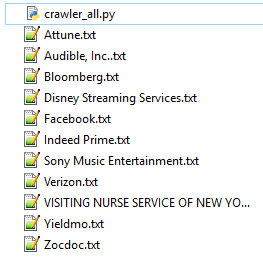 crawler_all.py
Attune.txt
Audible, Inc..txt
Bloomberg.txt
Disney Streaming Services.txt
Facebook.txt
Indeed Prime.txt
Sony Music Entertainment.txt
Verizon.txt
VISITING NURSE SERVICE OF NEW YO...
Yieldmo.txt
Zocdoc.txt